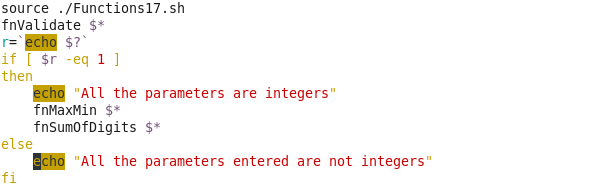 source ./Functions17.sh
fnValidate $*
r=`echo $?`
if [ $r -eq 1 ]
then
    echo "All the parameters are integers"
    fnMaxMin $*
    fnSumOfDigits $*
else
    echo "All the parameters entered are not integers"
fi